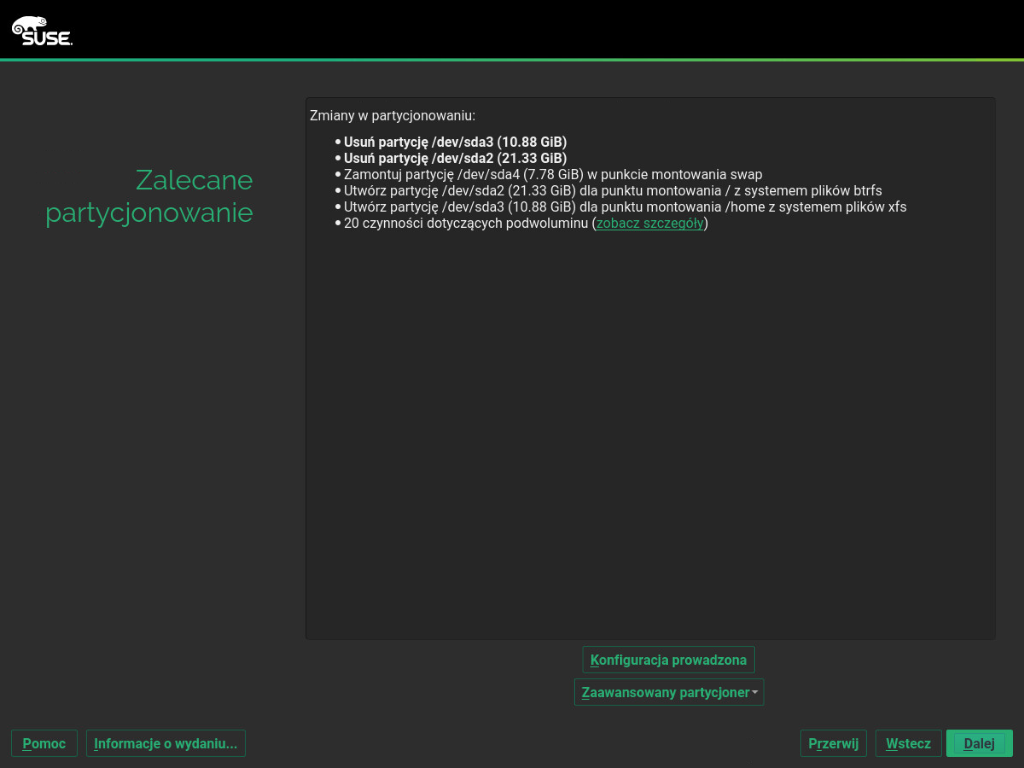 SUSE.
Zalecane
partycjonowanie
Zmiany w partycjonowaniu:
Usuń partycję /dev/sda3 (10.88 GiB)
Usuń partycję /dev/sda2 (21.33 GiB)
Zamontuj partycję /dev/sda4 (7.78 GiB) w punkcie montowania swap
Utwórz partycję /dev/sda2 (21.33 GiB) dla punktu montowania / z systemem plików btrfs
Utwórz partycję /dev/sda3 (10.88 GiB) dla punktu montowania /home z systemem plików xfs
20 czynności dotyczących podwoluminu (zobacz szczegóły)
Konfiguracja prowadzona
Zaawansowany partycjoner
Pomoc
Informacje o wydaniu...
Przerwij
Wstecz
Dalej